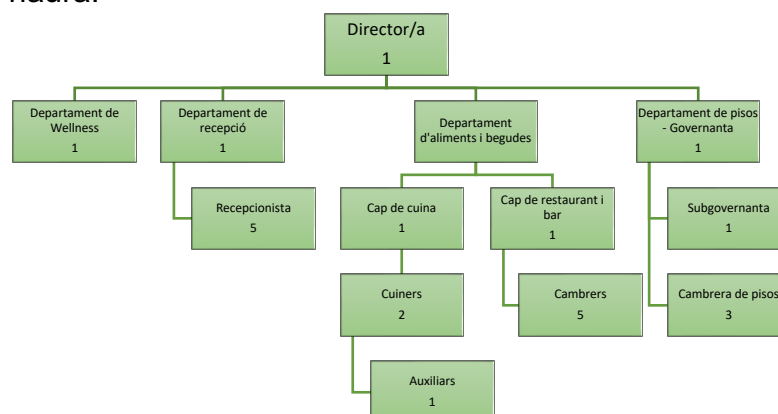 Director/a
1
Departament de
Wellness
1
Departament de
recepció
1
Departament
d'aliments i begudes
Departament de pisos
- Governanta
1
Recepcionista
5
Cap de cuina
1
Cap de restaurant i
bar
1
Subgovernanta
1
Cuiners
2
Cambrers
5
Cambrera de pisos
3
Auxiliars
1